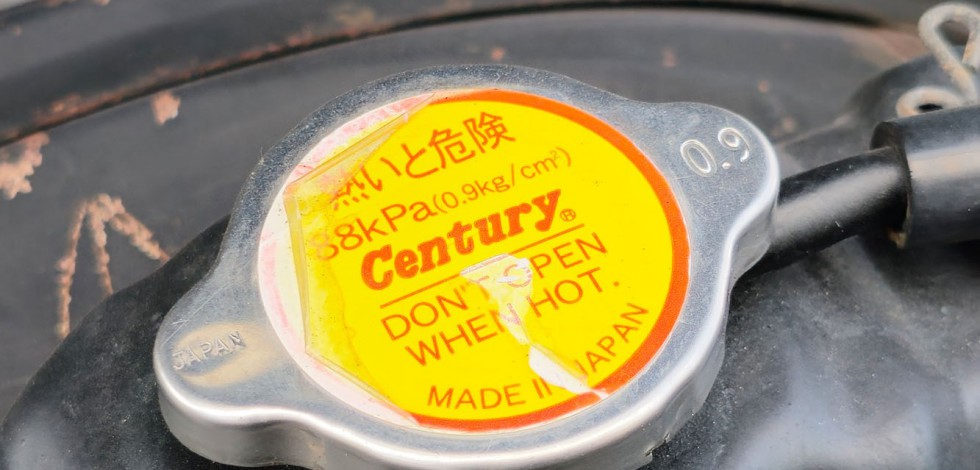 熱いと危険
88kPa(0.9kg/cm²)
Century®
DON'T OPEN
WHEN HOT.
MADE IN JAPAN
0.9
JAPAN